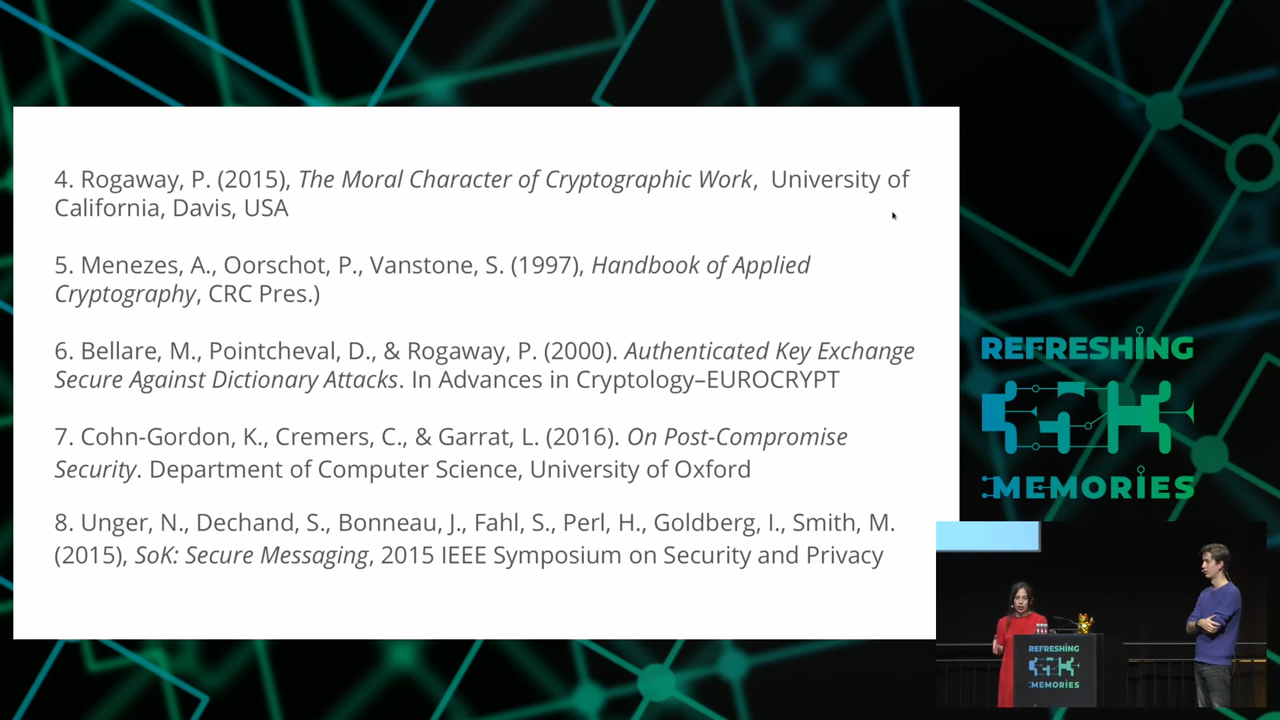 4. Rogaway, P. (2015), The Moral Character of Cryptographic Work,  University of
California, Davis, USA
5. Menezes, A., Oorschot, P., Vanstone, S. (1997), Handbook of Applied
Cryptography, CRC Pres.)
6. Bellare, M., Pointcheval, D., & Rogaway, P. (2000). Authenticated Key Exchange
Secure Against Dictionary Attacks. In Advances in Cryptology–EUROCRYPT
7. Cohn-Gordon, K., Cremers, C., & Garrat, L. (2016). On Post-Compromise
Security. Department of Computer Science, University of Oxford
8. Unger, N., Dechand, S., Bonneau, J., Fahl, S., Perl, H., Goldberg, I., Smith, M.
(2015), SoK: Secure Messaging, 2015 IEEE Symposium on Security and Privacy
REFRESHING
:MEMORIES
REFRESHING
:MEMORIES